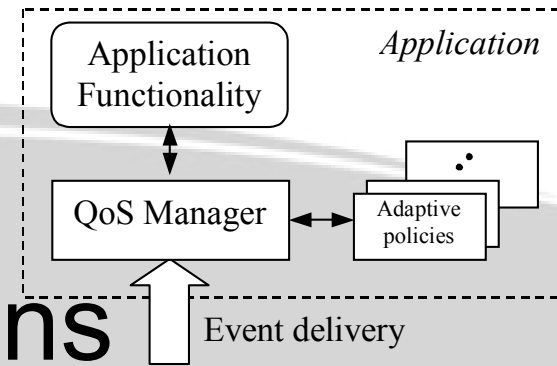 Application
Application
Functionality
QoS Manager
Adaptive
policies
ns
Event delivery